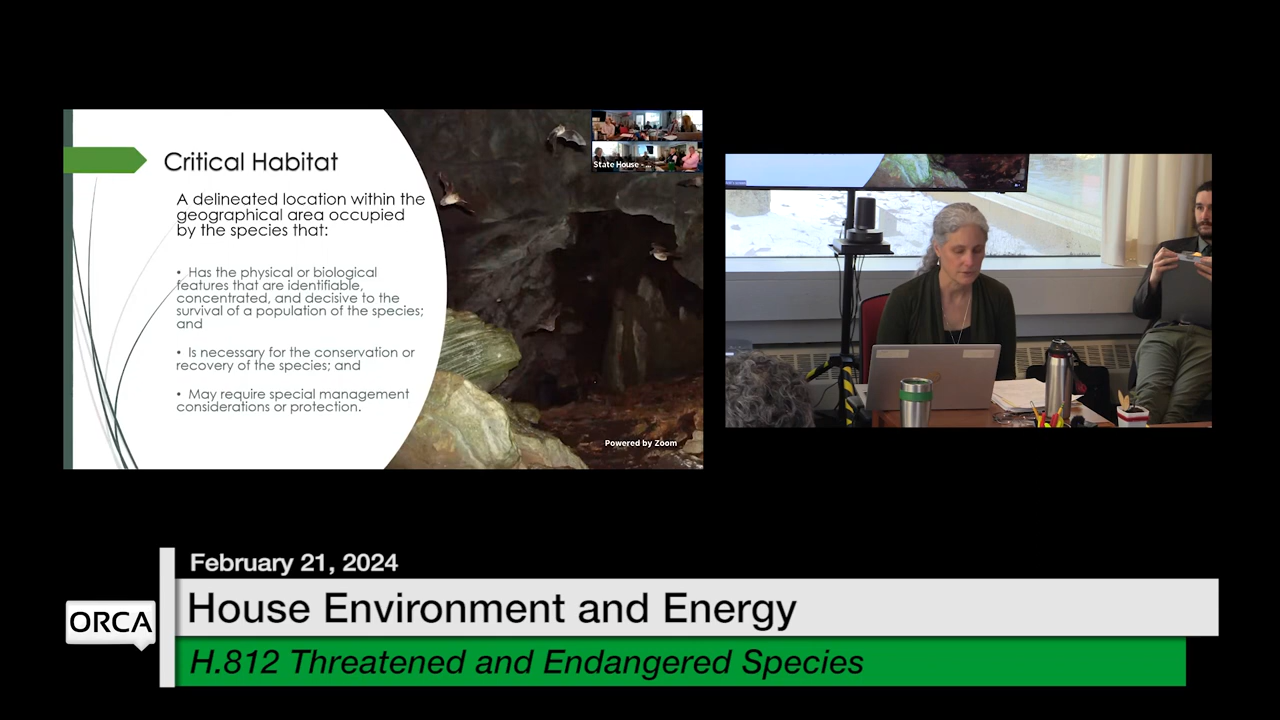 Critical Habitat
A delineated location within the
geographical area occupied
by the species that:
• Has the physical or biological
features that are identifiable,
concentrated, and decisive to the
survival of a population of the species;
and
• Is necessary for the conservation or
recovery of the species; and
• May require special management
considerations or protection.
State House - ...
Powered by Zoom
February 21, 2024
ORCA
House Environment and Energy
H.812 Threatened and Endangered Species